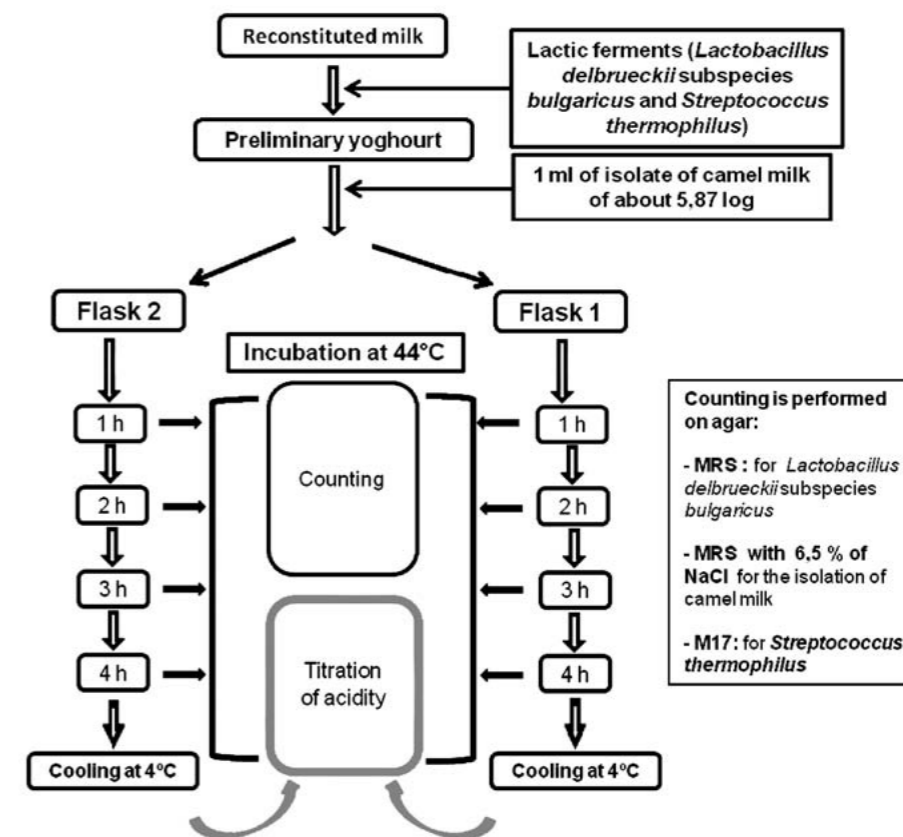 Reconstituted milk
Lactic ferments (Lactobacillus
delbrueckii subspecies
bulgaricus and Streptococcus
thermophilus)
Preliminary yoghourt
1 ml of isolate of camel milk
of about 5,87 log
Flask 2
Flask 1
Incubation at 44°C
1 h
2 h
3 h
4 h
Cooling at 4°C
Counting
Titration
of acidity
1 h
2 h
3 h
4 h
Cooling at 4°C
Counting is performed
on agar:
- MRS : for Lactobacillus
delbrueckii subspecies
bulgaricus
- MRS with 6,5 % of
NaCl for the isolation of
camel milk
- M17: for Streptococcus
thermophilus